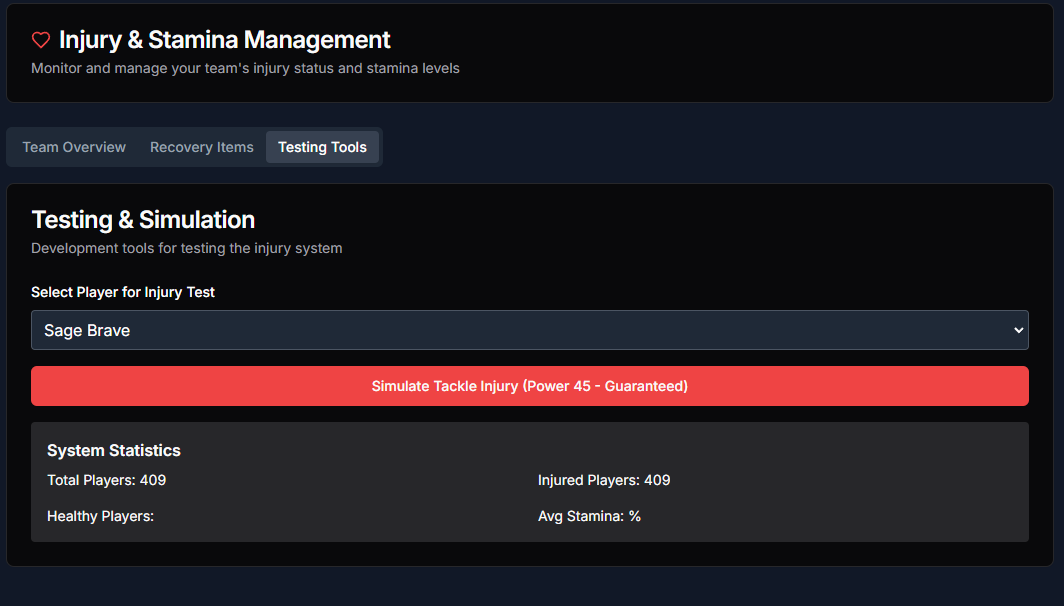 Injury & Stamina Management
Monitor and manage your team's injury status and stamina levels
Team Overview Recovery Items Testing Tools
Testing & Simulation
Development tools for testing the injury system
Select Player for Injury Test
Sage Brave
Simulate Tackle Injury (Power 45 - Guaranteed)
System Statistics
Total Players: 409 Injured Players: 409
Healthy Players: Avg Stamina: %